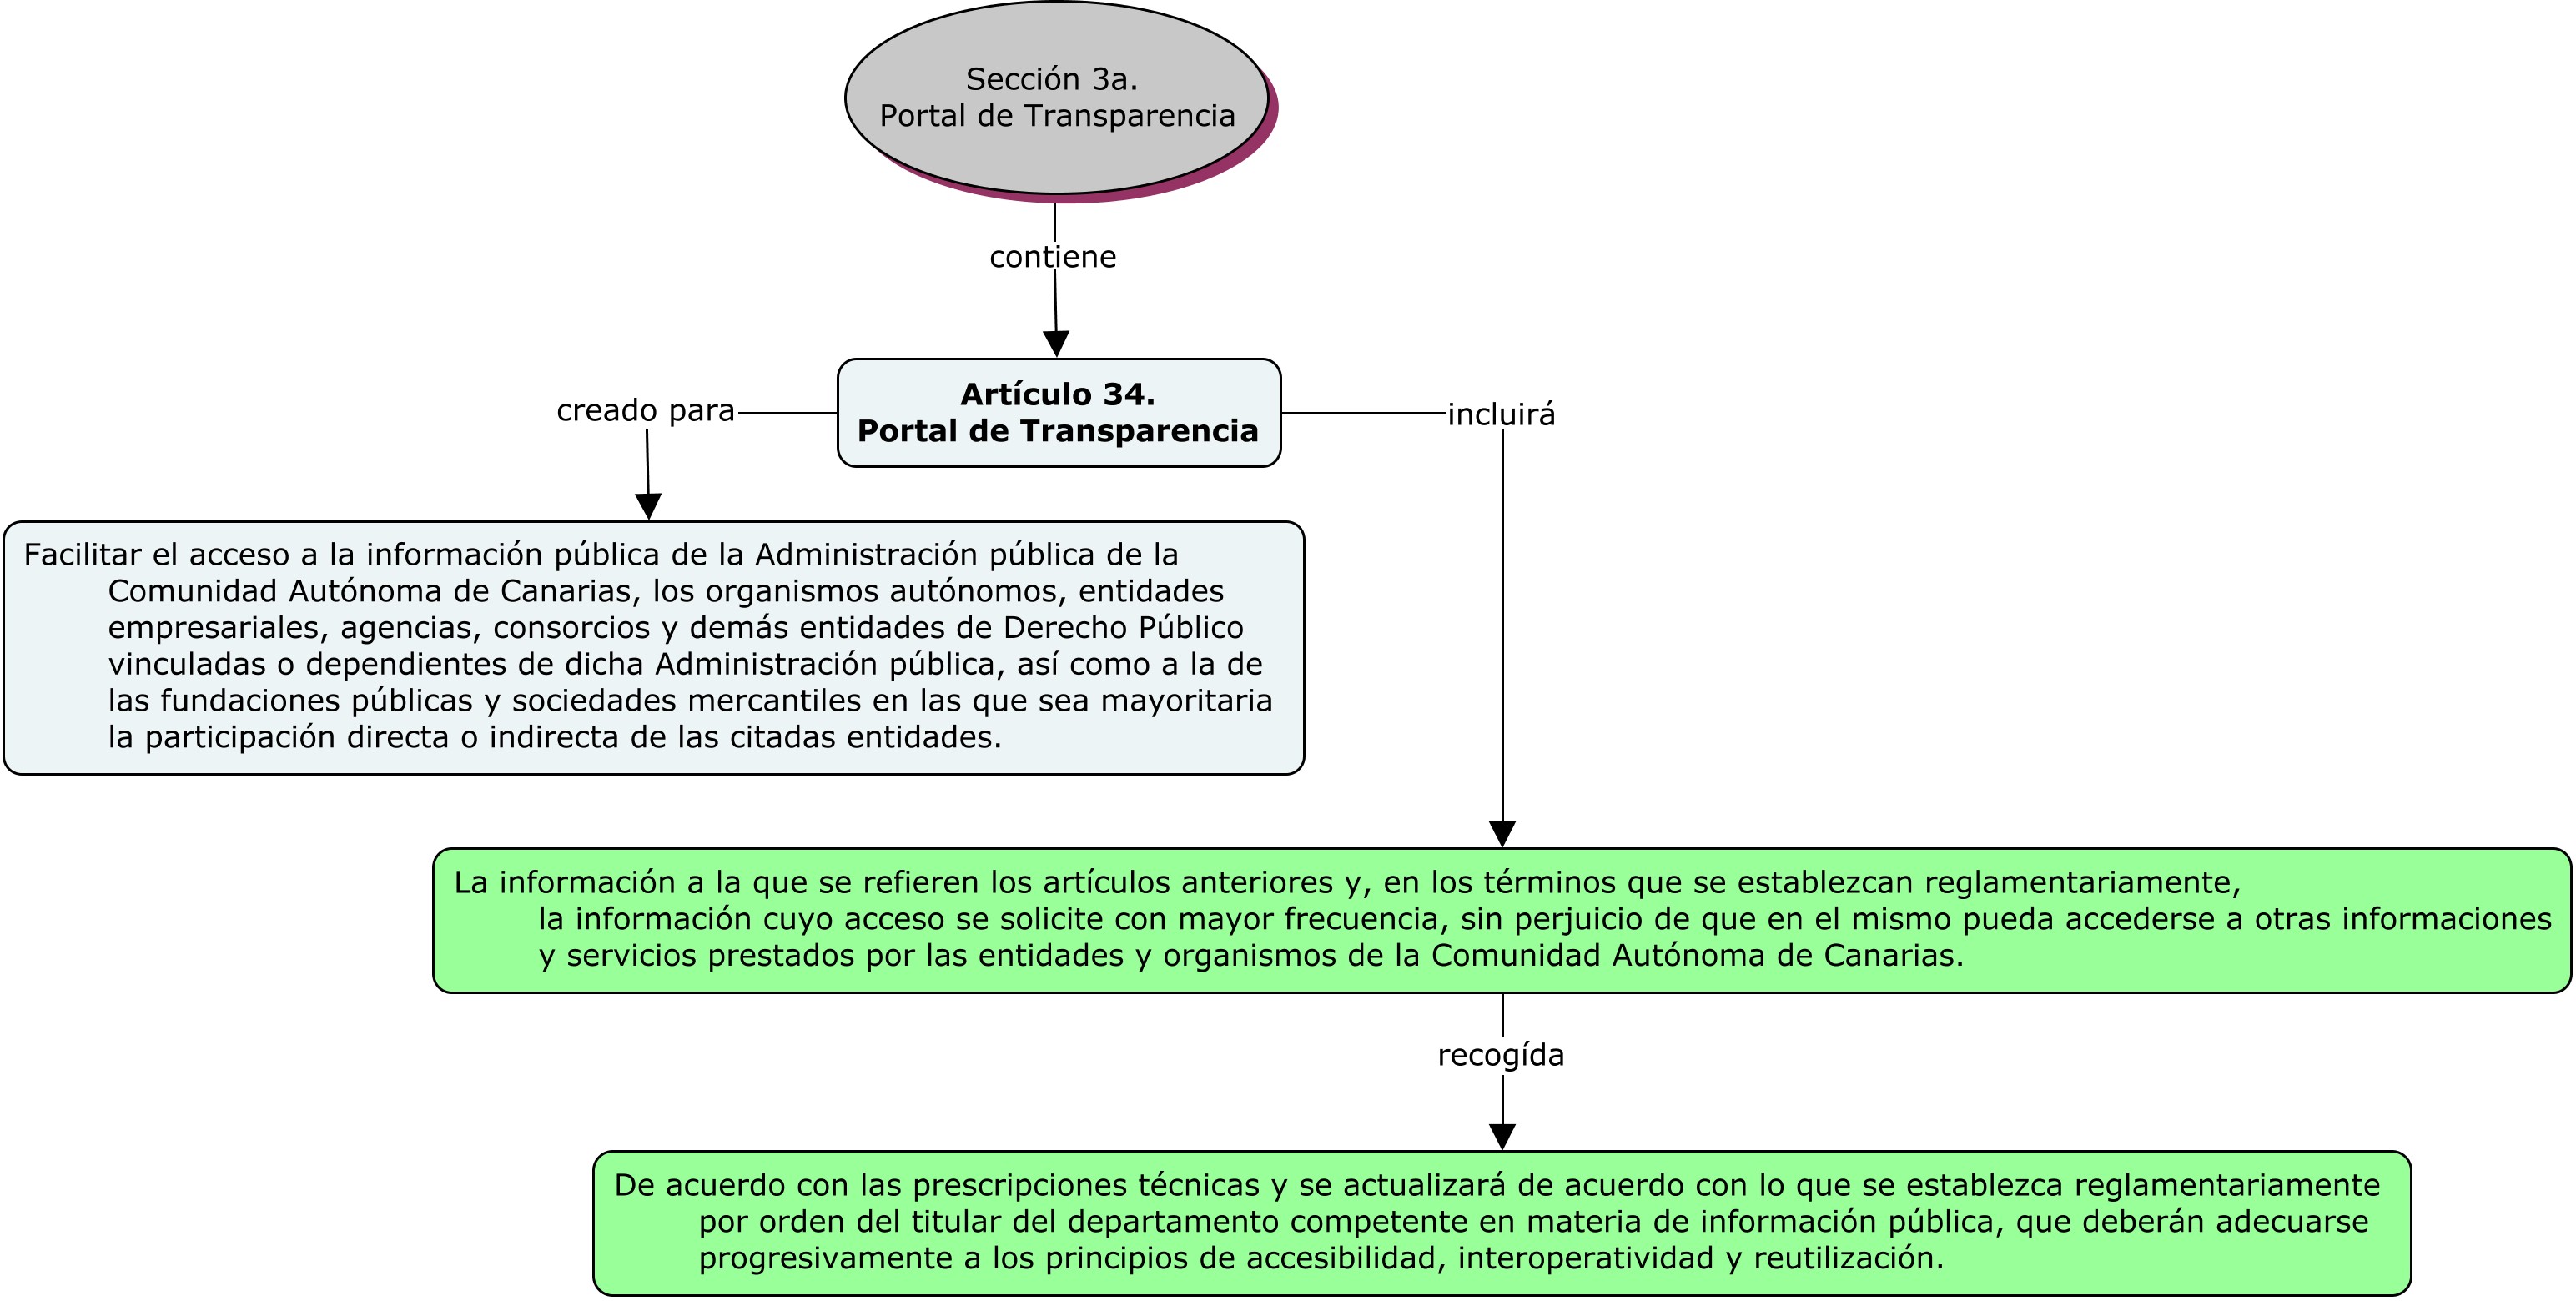 Sección 3a.
Portal de Transparencia
contiene
Artículo 34.
Portal de Transparencia
creado para
incluirá
Facilitar el acceso a la información pública de la Administración pública de la
Comunidad Autónoma de Canarias, los organismos autónomos, entidades
empresariales, agencias, consorcios y demás entidades de Derecho Público
vinculadas o dependientes de dicha Administración pública, así como a la de
las fundaciones públicas y sociedades mercantiles en las que sea mayoritaria
la participación directa o indirecta de las citadas entidades.
La información a la que se refieren los artículos anteriores y, en los términos que se establezcan reglamentariamente,
la información cuyo acceso se solicite con mayor frecuencia, sin perjuicio de que en el mismo pueda accederse a otras informaciones
y servicios prestados por las entidades y organismos de la Comunidad Autónoma de Canarias.
recogída
De acuerdo con las prescripciones técnicas y se actualizará de acuerdo con lo que se establezca reglamentariamente
por orden del titular del departamento competente en materia de información pública, que deberán adecuarse
progresivamente a los principios de accesibilidad, interoperatividad y reutilización.